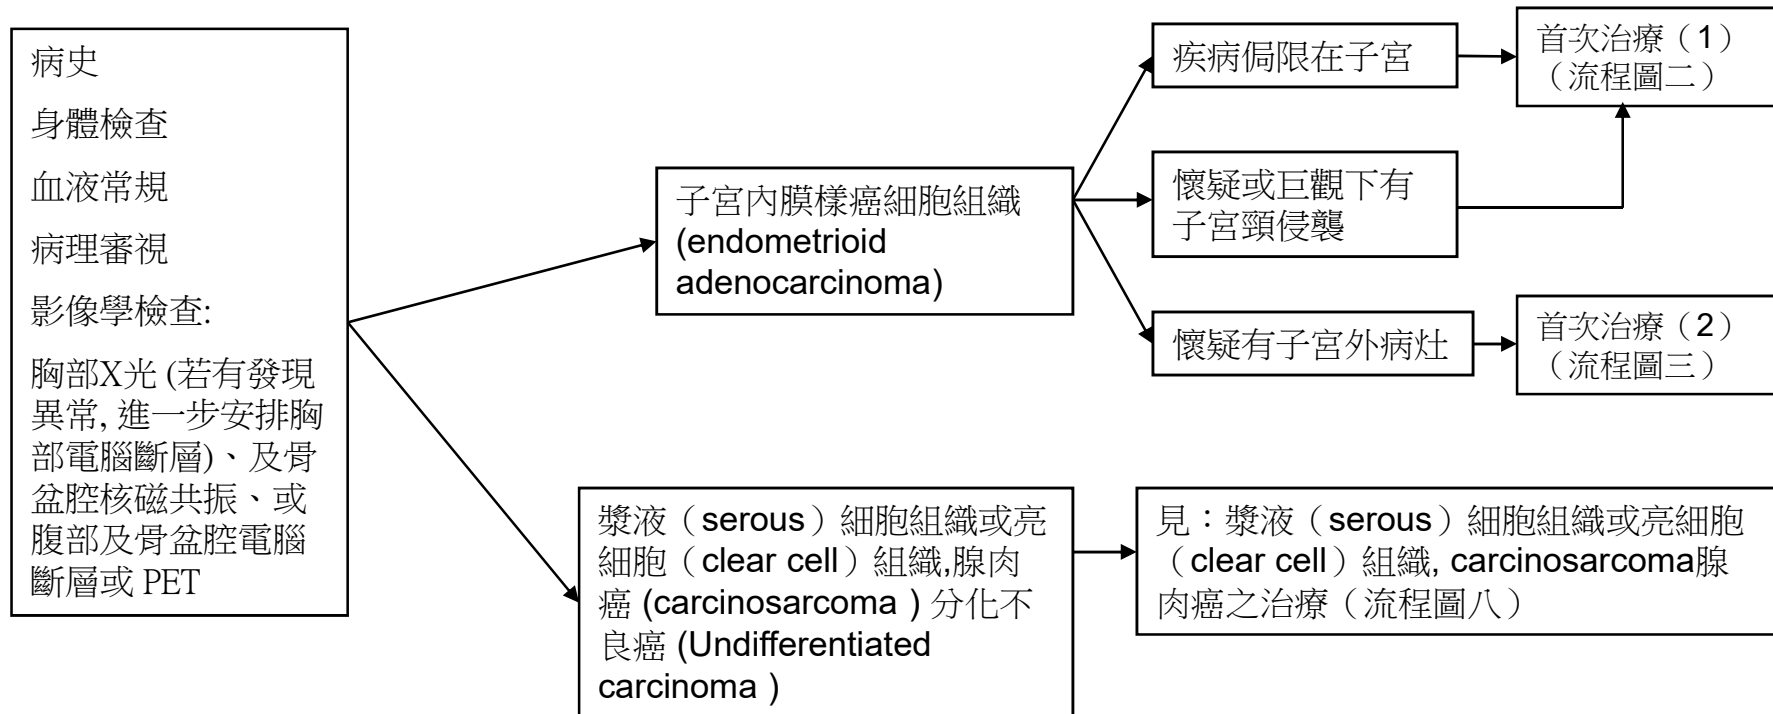 病史
身體檢查
血液常規
病理審視
影像學檢查:
胸部X光 (若有發現
異常, 進一步安排胸
部電腦斷層)、及骨
盆腔核磁共振、或
腹部及骨盆腔電腦
斷層或 PET
子宮內膜樣癌細胞組織
(endometrioid
adenocarcinoma)
疾病侷限在子宮
首次治療（1）
（流程圖二）
懷疑或巨觀下有
子宮頸侵襲
懷疑有子宮外病灶
首次治療（2）
（流程圖三）
漿液（serous）細胞組織或亮
細胞（clear cell）組織,腺肉
癌 (carcinosarcoma ) 分化不
良癌 (Undifferentiated
carcinoma )
見：漿液（serous）細胞組織或亮細胞
（clear cell）組織, carcinosarcoma腺
肉癌之治療（流程圖八）